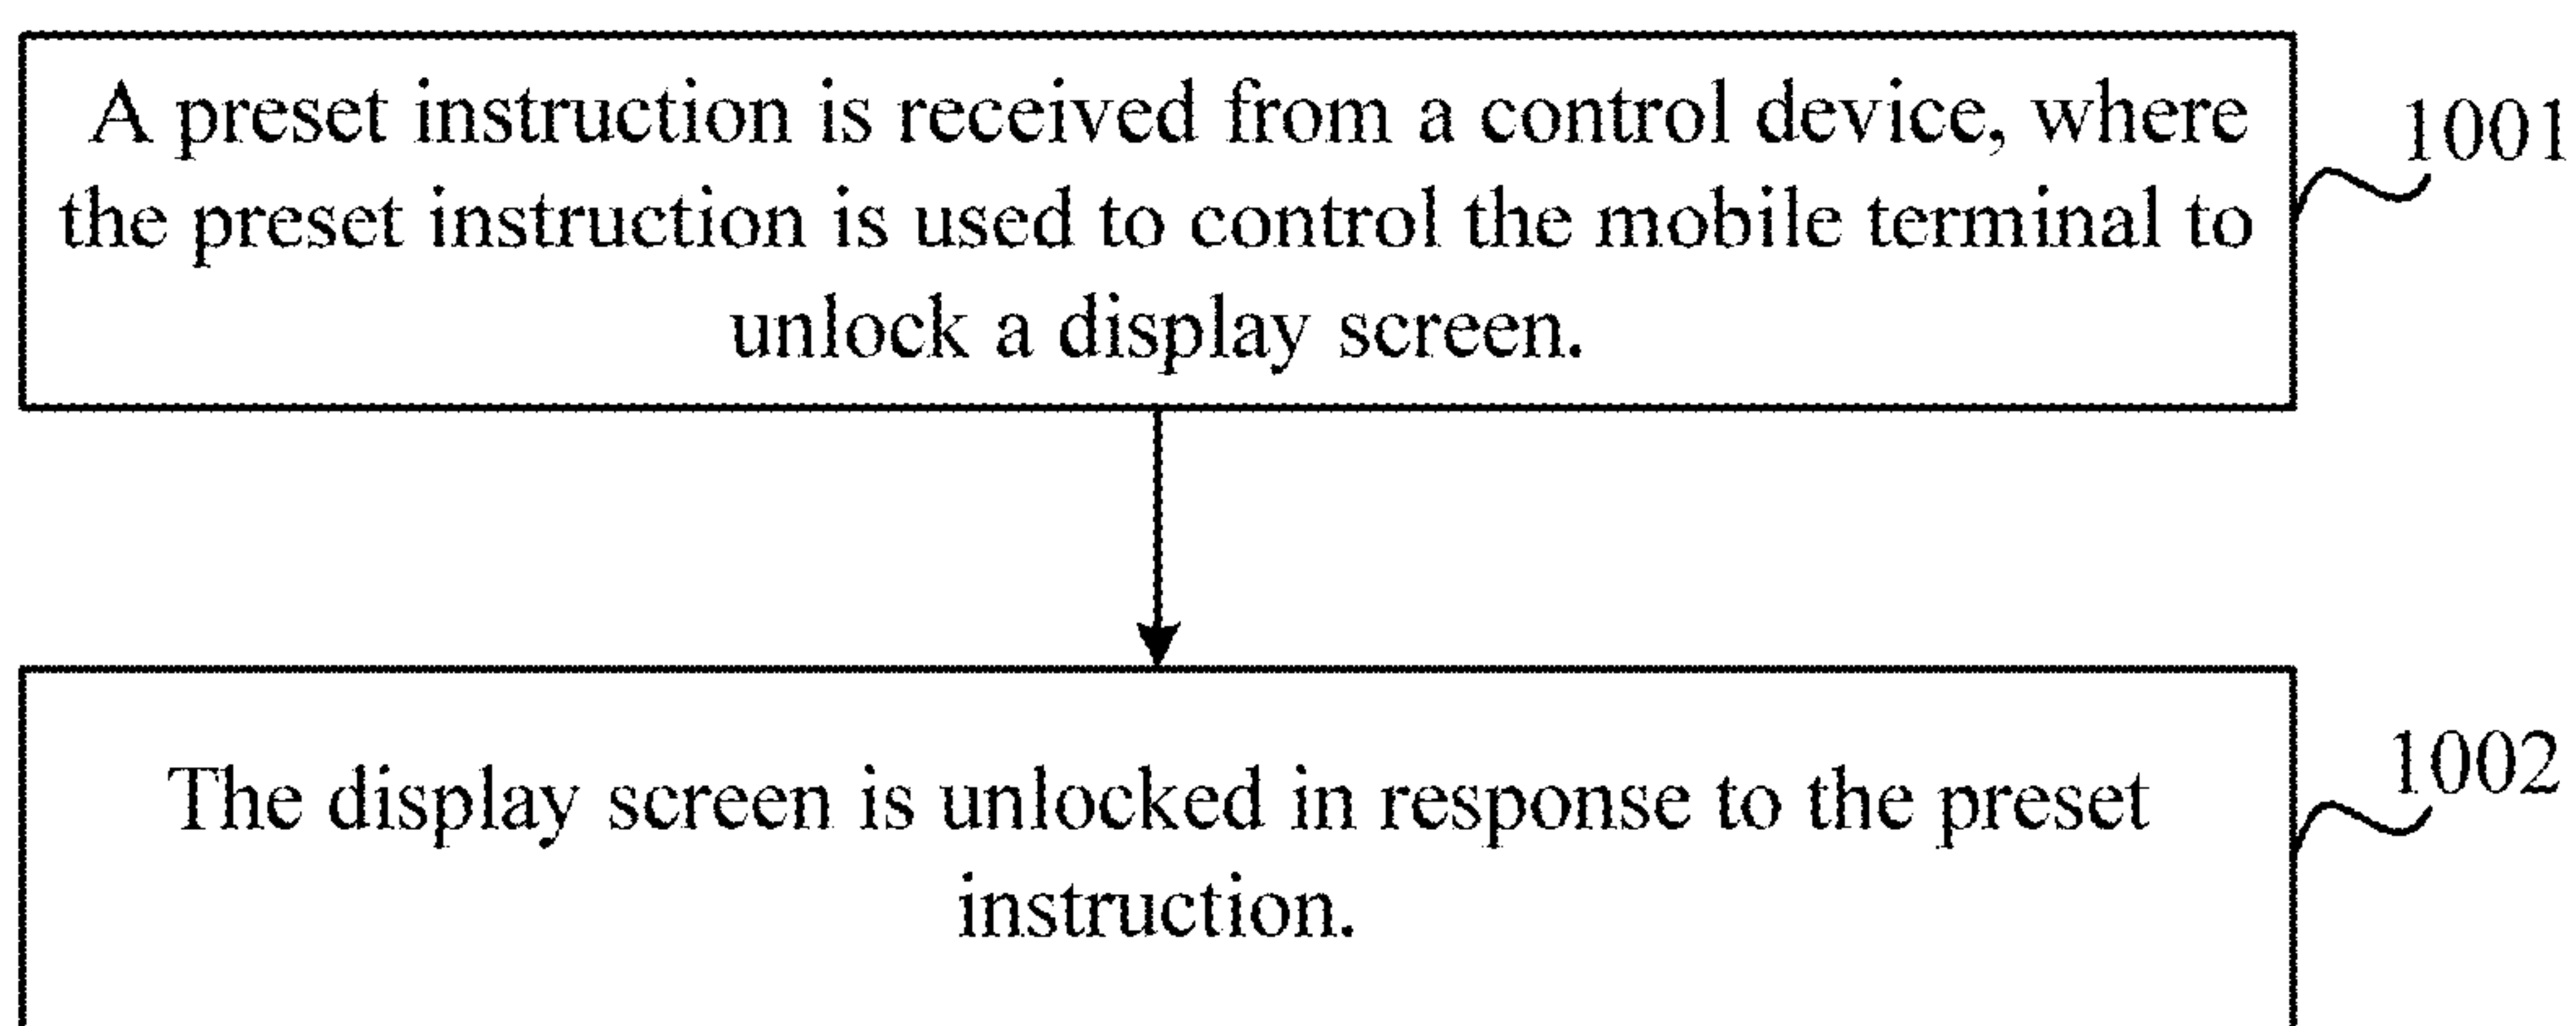 A preset instruction is received from a control device, where
1001
the preset instruction is used to control the mobile terminal to
unlock a display screen.
The display screen is unlocked in response to the preset
1002
instruction.